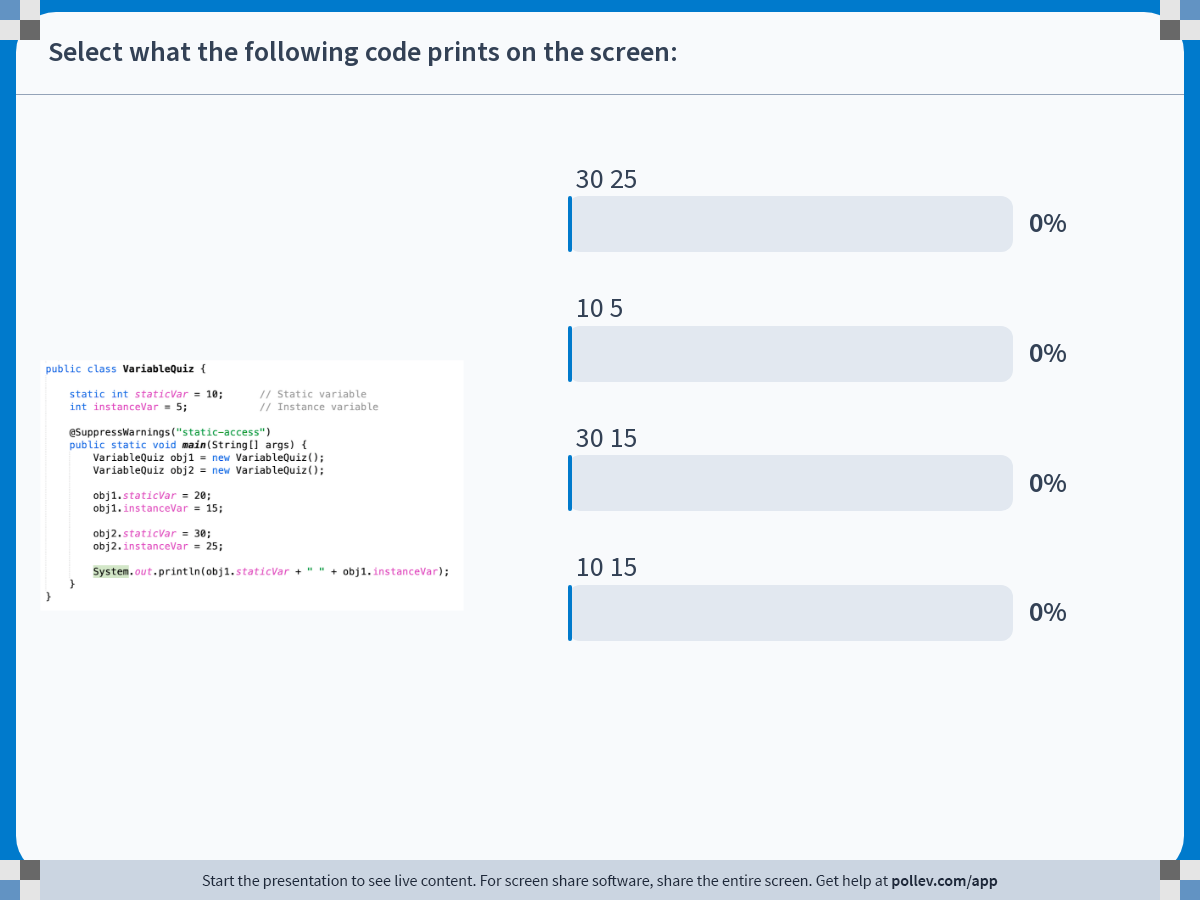 Select what the following code prints on the screen:
public class VariableQuiz {
static int staticVar = 10; // Static variable
int instanceVar = 5; // Instance variable
@SuppressWarnings("static-access")
public static void main(String[] args) {
VariableQuiz obj1 = new VariableQuiz();
VariableQuiz obj2 = new VariableQuiz();
obj1.staticVar = 20;
obj1.instanceVar = 15;
obj2.staticVar = 30;
obj2.instanceVar = 25;
System.out.println(obj1.staticVar + " " + obj1.instanceVar);
}
}
30 25
0%
10 5
0%
30 15
0%
10 15
0%
Start the presentation to see live content. For screen share software, share the entire screen. Get help at pollev.com/app